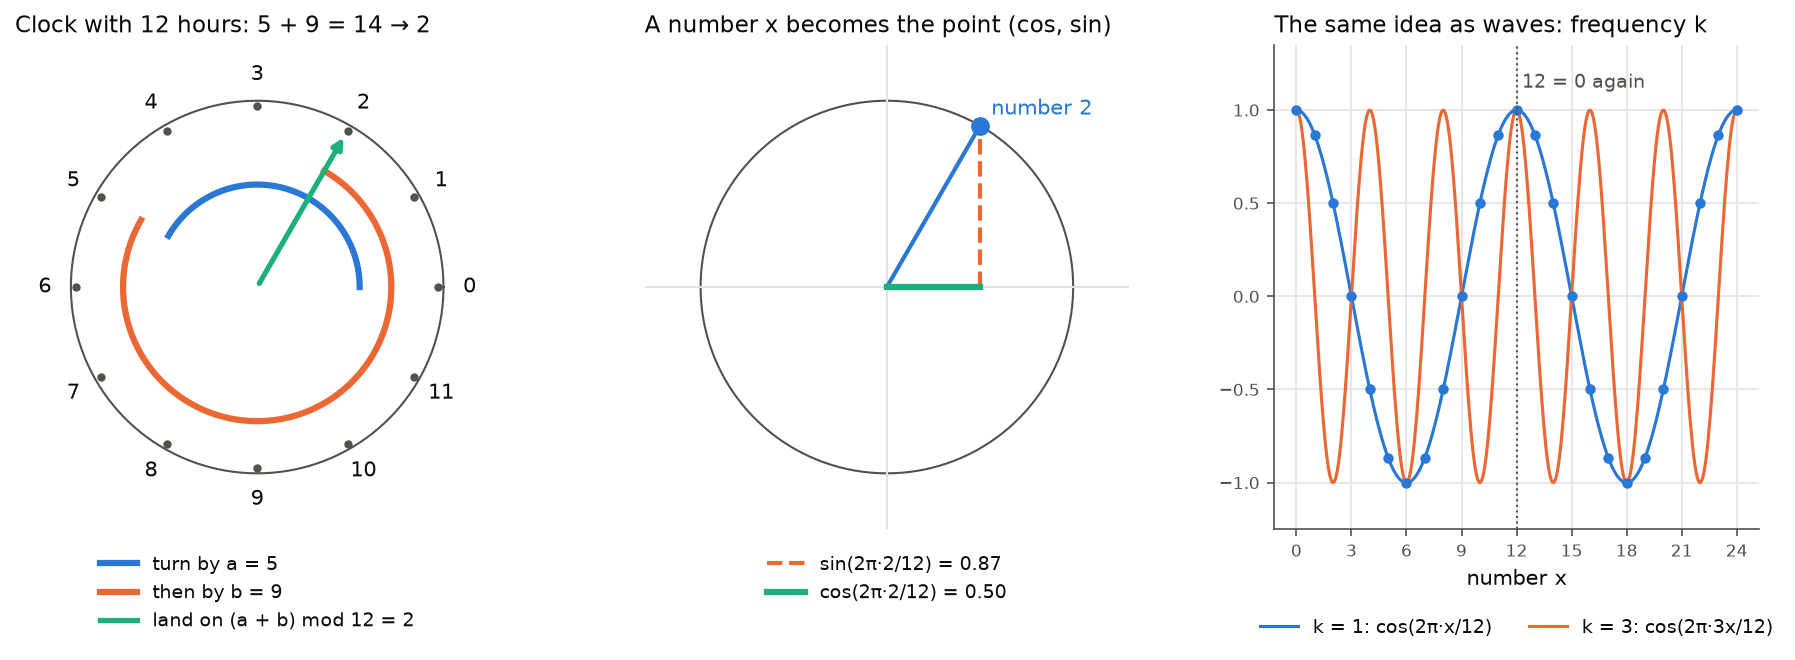 Clock with 12 hours: 5 + 9 = 14 → 2
3
4
2
5
1
6
0
7
11
8
10
9
turn by a = 5
then by b = 9
land on (a + b) mod 12 = 2
A number x becomes the point (cos, sin)
number 2
sin(2π·2/12) = 0.87
cos(2π·2/12) = 0.50
The same idea as waves: frequency k
12 = 0 again
1.0
0.5
0.0
−0.5
−1.0
0 3 6 9 12 15 18 21 24
number x
k = 1: cos(2π·x/12)
k = 3: cos(2π·3x/12)